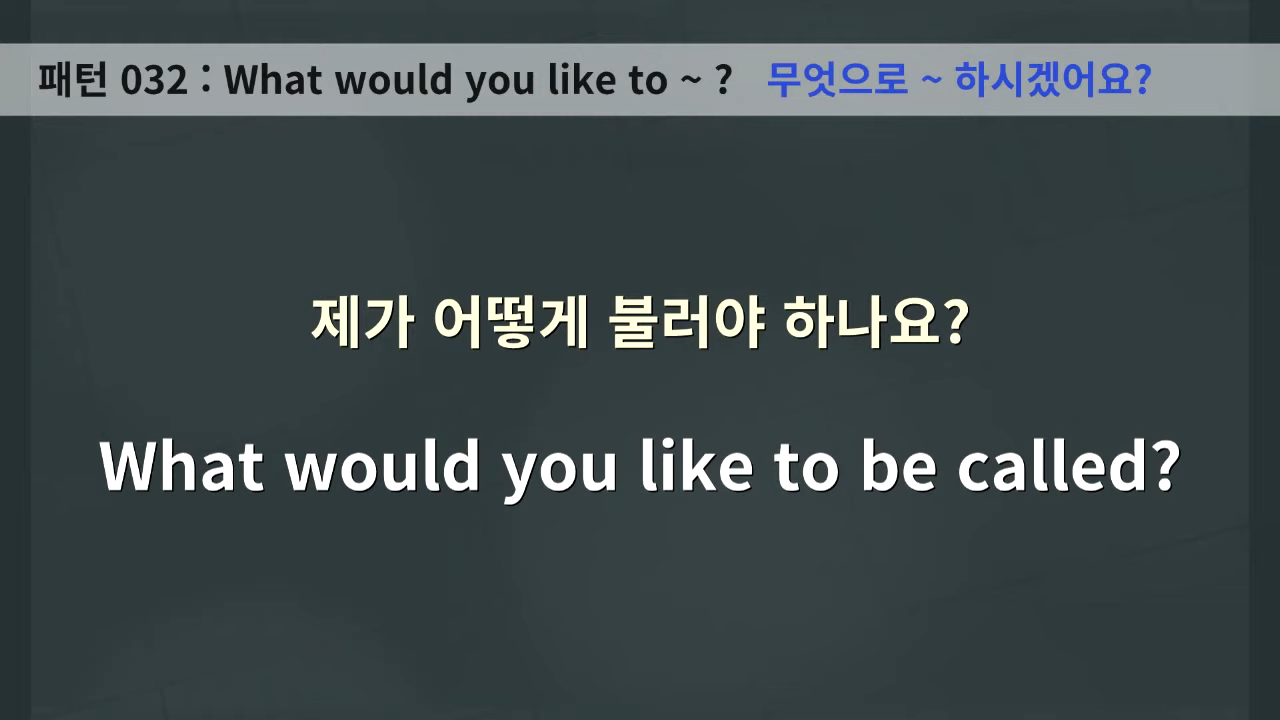 패턴 032 : What would you like to ~ ? 무엇으로 ~ 하시겠어요?
제가 어떻게 불러야 하나요?
What would you like to be called?